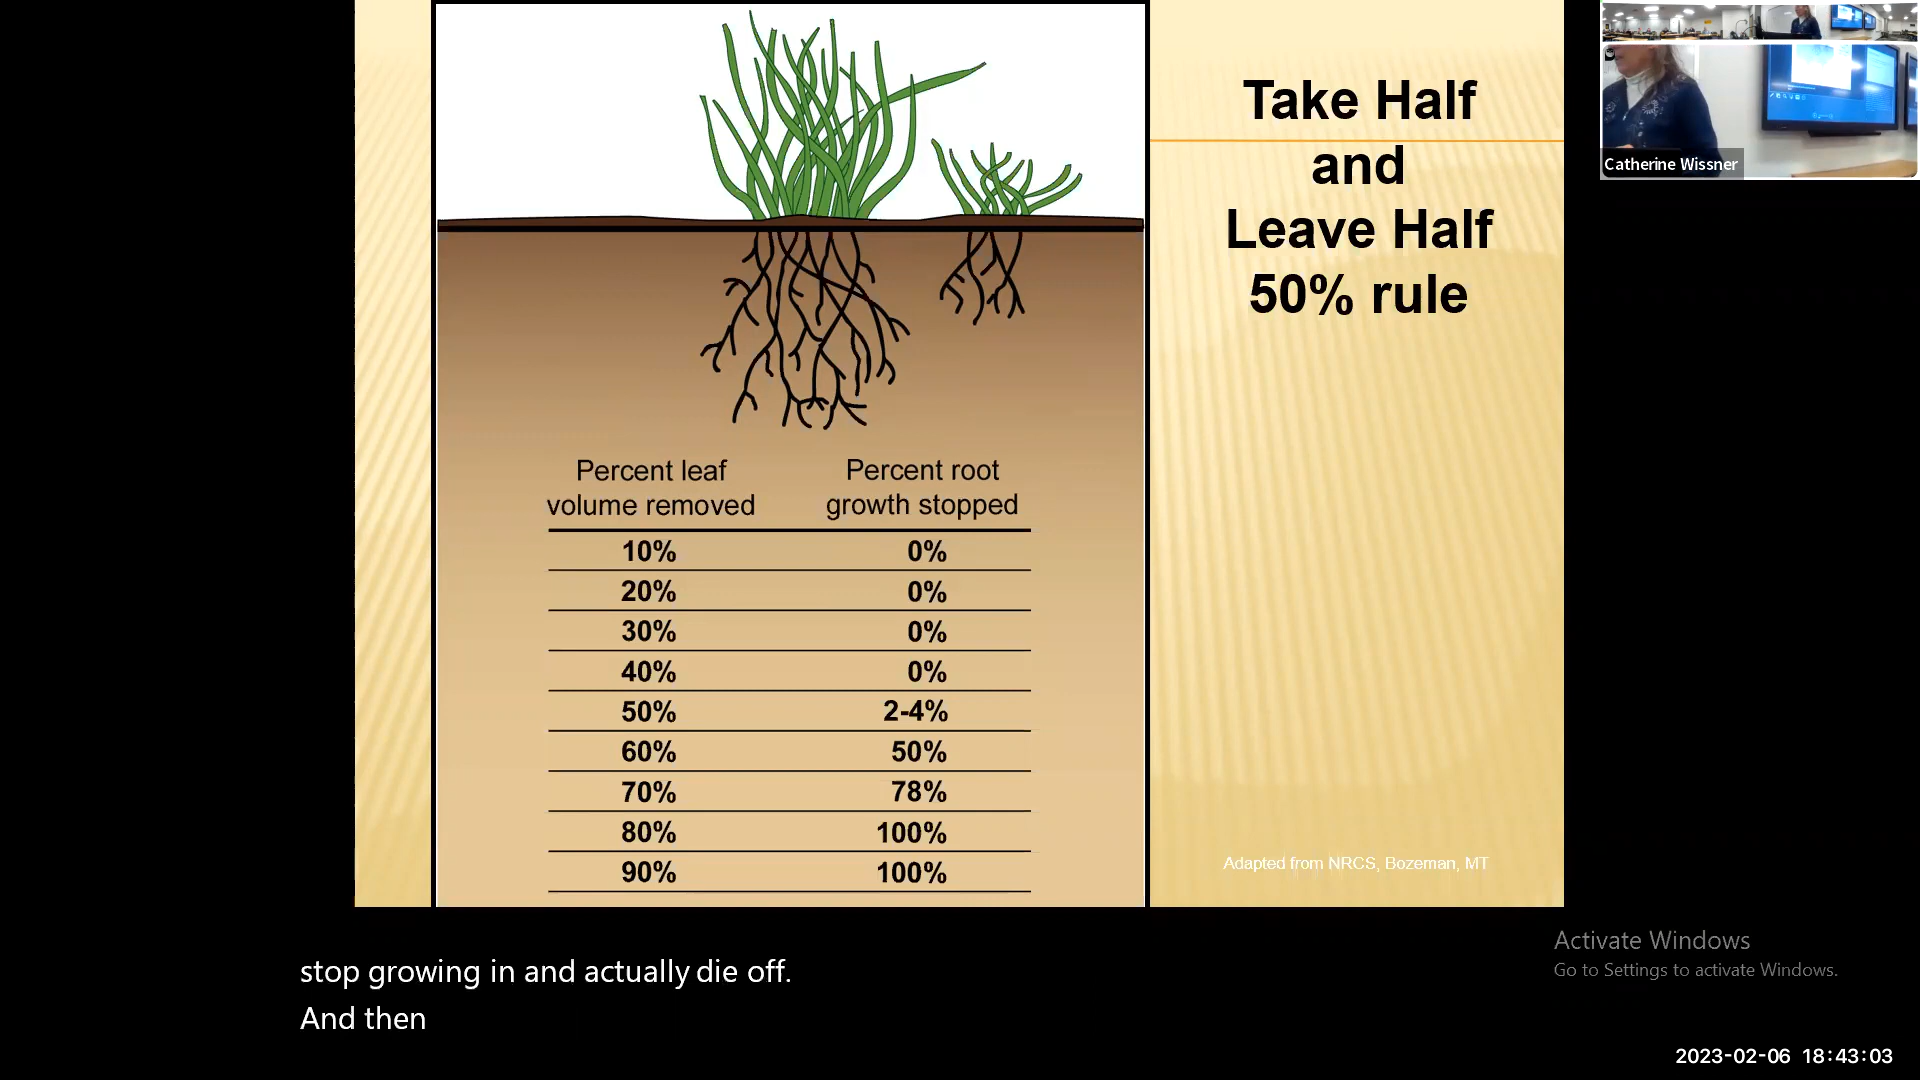 Take Half
and
Leave Half
50% rule
Percent leaf volume removed Percent root growth stopped
10% 0%
20% 0%
30% 0%
40% 0%
50% 2-4%
60% 50%
70% 78%
80% 100%
90% 100%
Adapted from NRCS, Bozeman, MT
Catherine Wissner
stop growing in and actually die off.
And then
Activate Windows
Go to Settings to activate Windows.
2023-02-06 18:43:03